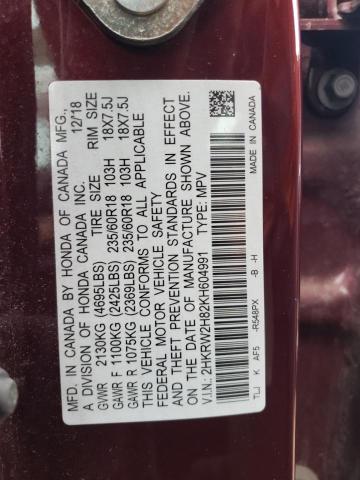 MFD. IN CANADA BY HONDA OF CANADA MFG.,
A DIVISION OF HONDA CANADA INC. 12/18
TIRE SIZE RIM SIZE
GVWR 2130KG (4695LBS)
GAWR F 1100KG (2425LBS) 235/60R18 103H 18X7.5J
GAWR R 1075KG (2369LBS) 235/60R18 103H 18X7.5J
THIS VEHICLE CONFORMS TO ALL APPLICABLE
FEDERAL MOTOR VEHICLE SAFETY
AND THEFT PREVENTION STANDARDS IN EFFECT
ON THE DATE OF MANUFACTURE SHOWN ABOVE.
V.I.N: 2HKRW2H82KH604991 TYPE: MPV
TLJ K AF5 -R548PX -B -H MADE IN CANADA